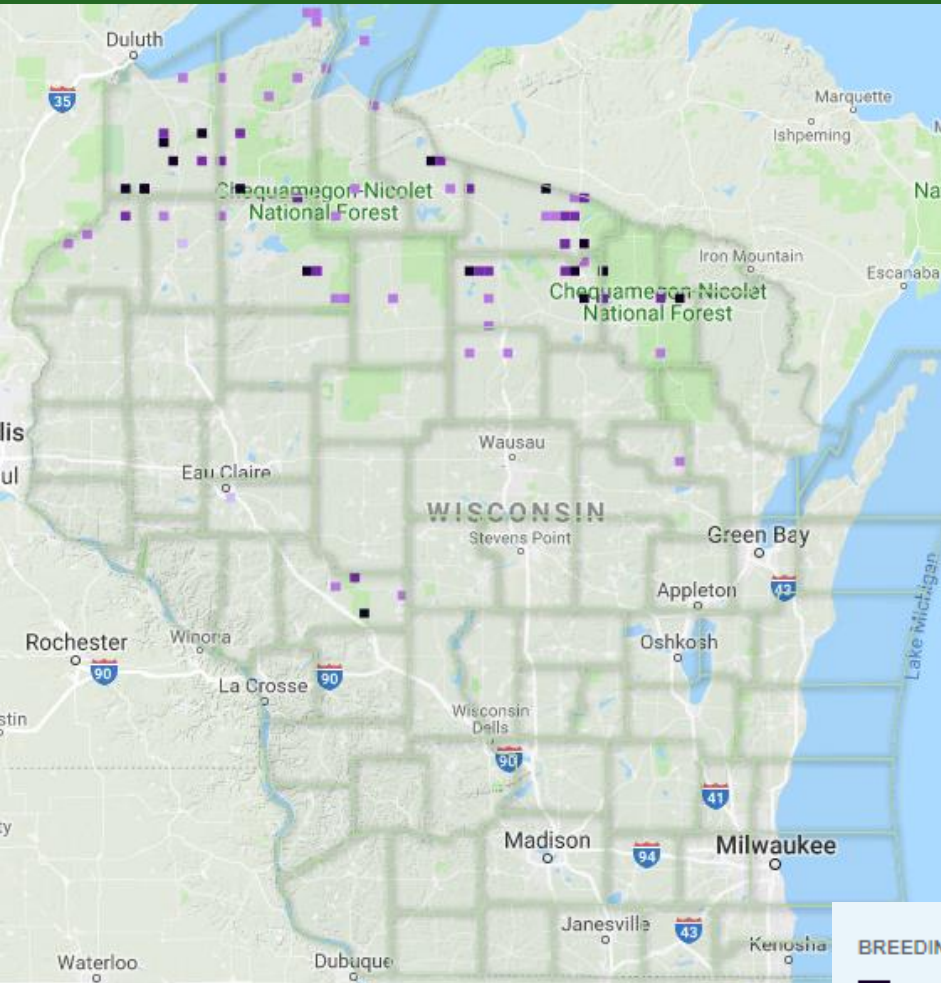 Duluth
35
Marquette
Ishpeming
Na
Chequamegon-Nicolet
National Forest
Iron Mountain
Escanaba
Chequamegon-Nicolet
National Forest
lis
Wausau
ul
Eau Claire
WISCONSIN
Stevens Point
Green Bay
43
Appleton
Lake Michigan
Rochester
90
Winona
Oshkosh
90
La Crosse
stin
Wisconsin
Dells
90
41
ty
Madison
94
Milwaukee
Janesville
43
Kenosha
BREEDIN
Waterloo
Dubuque